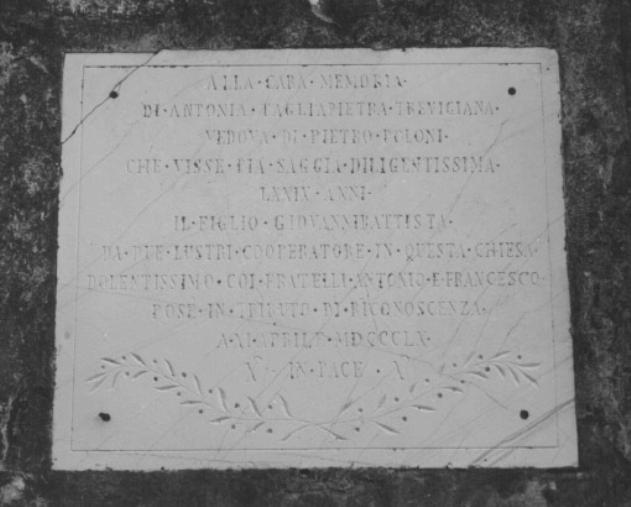 ALLA·CARA·MEMORIA·
DI·ANTONIA·TAGLIAPIETRA·TREVIGIANA·
VEDOVA·DI·PIETRO·POLONI·
CHE·VISSE·PIA·SAGGIA·DILIGENTISSIMA·
LXXIX·ANNI·
IL·FIGLIO·GIOVANNIBATTISTA·
DA·DUE·LUSTRI·COOPERATORE·IN·QUESTA·CHIESA·
DOLENTISSIMO·COI·FRATELLI·ANTONIO·E·FRANCESCO·
POSE·IN·TRIBUTO·DI·RICONOSCENZA·
A·XI·APRILE·MDCCCLX·
IN·PACE·